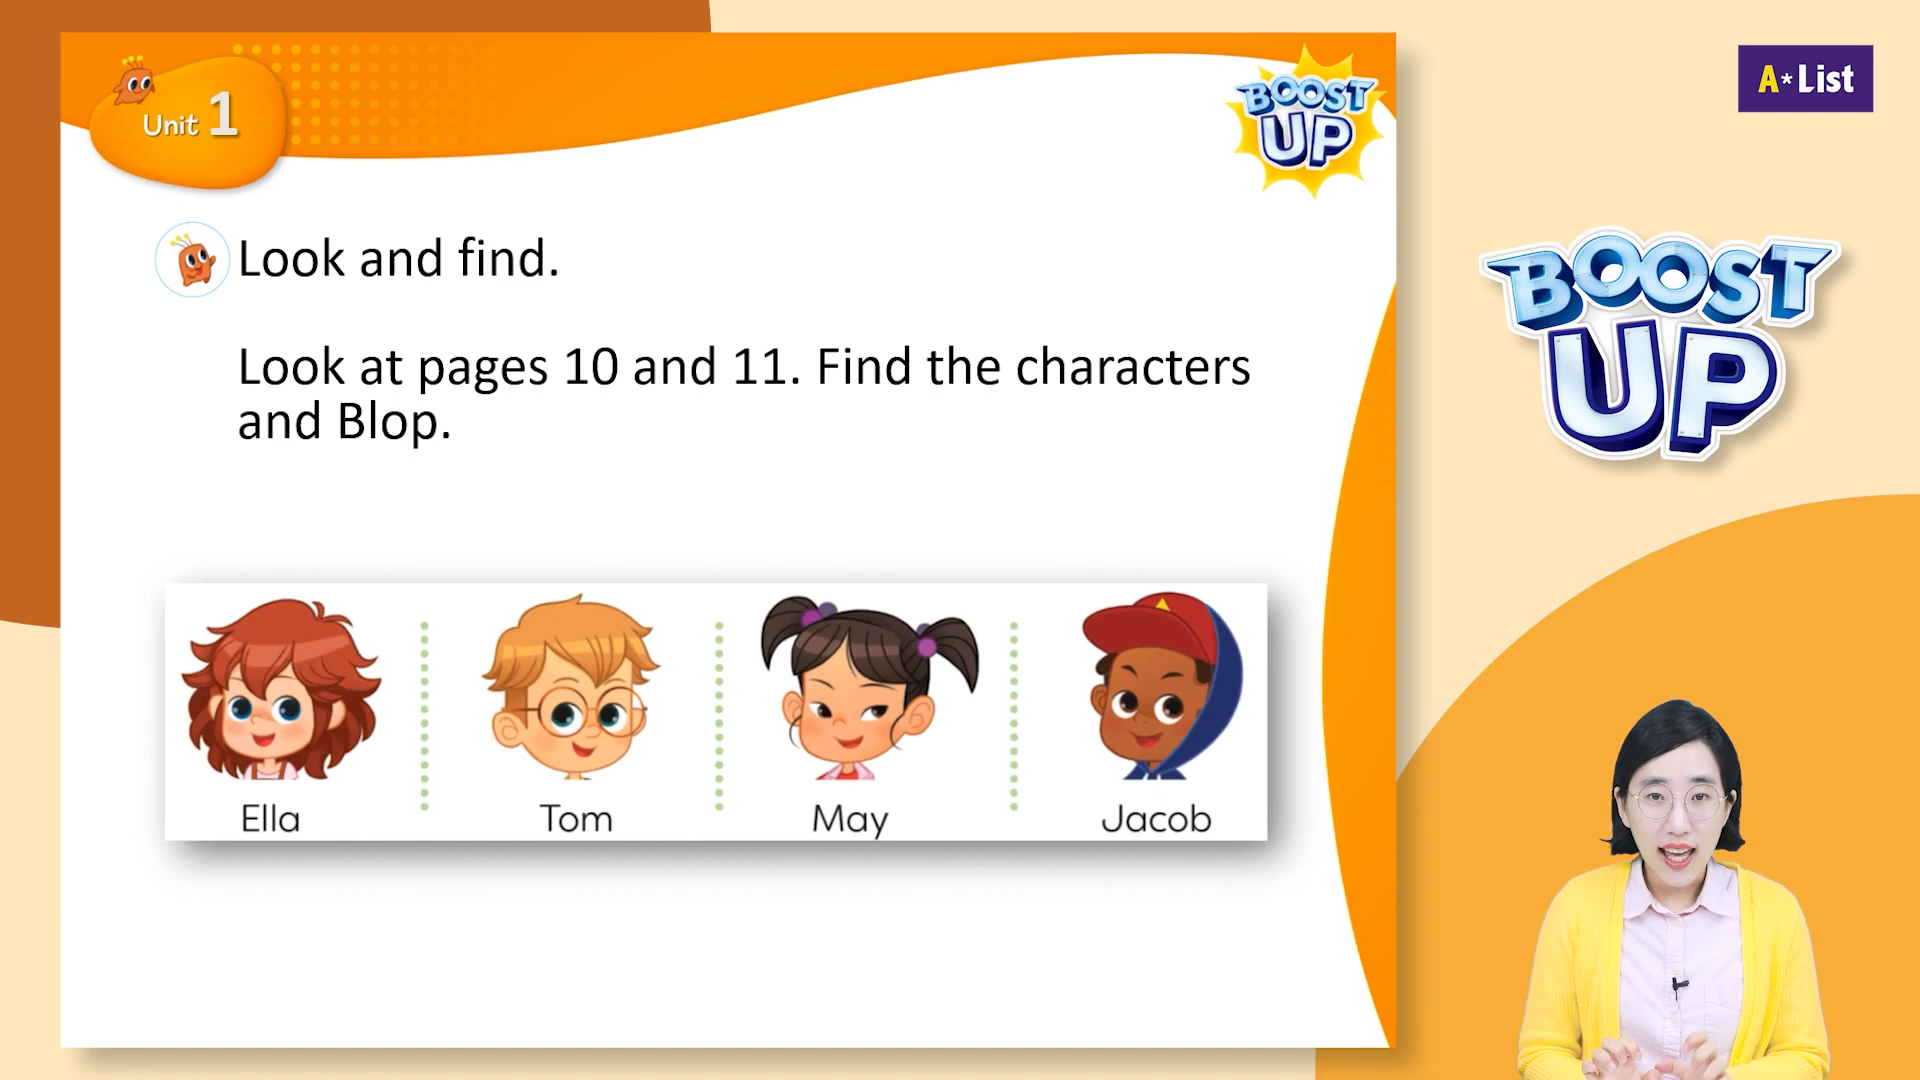 Unit 1
BOOST
UP
A*List
Look and find.
Look at pages 10 and 11. Find the characters
and Blop.
BOOST
UP
Ella
Tom
May
Jacob